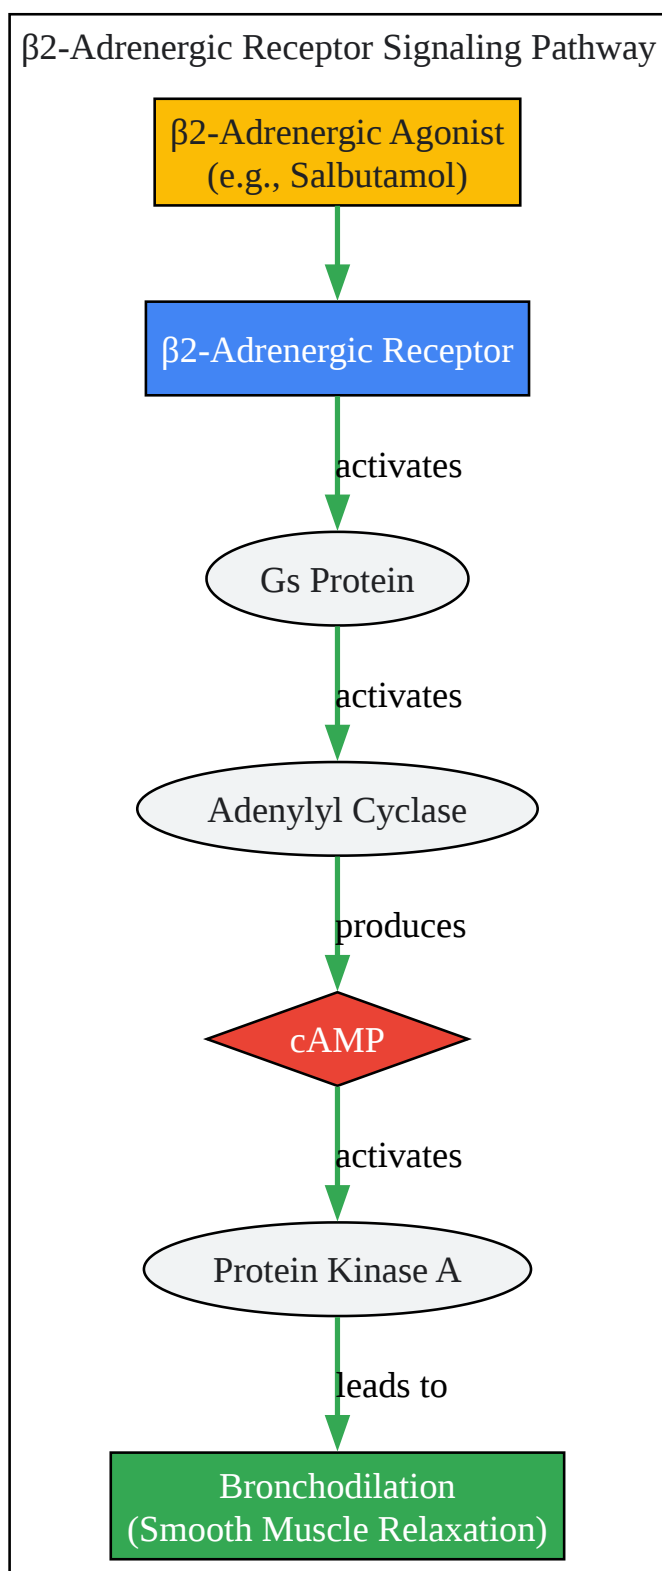 β2-Adrenergic Receptor Signaling Pathway
β2-Adrenergic Agonist
(e.g., Salbutamol)
β2-Adrenergic Receptor
activates
Gs Protein
activates
Adenylyl Cyclase
produces
cAMP
activates
Protein Kinase A
leads to
Bronchodilation
(Smooth Muscle Relaxation)